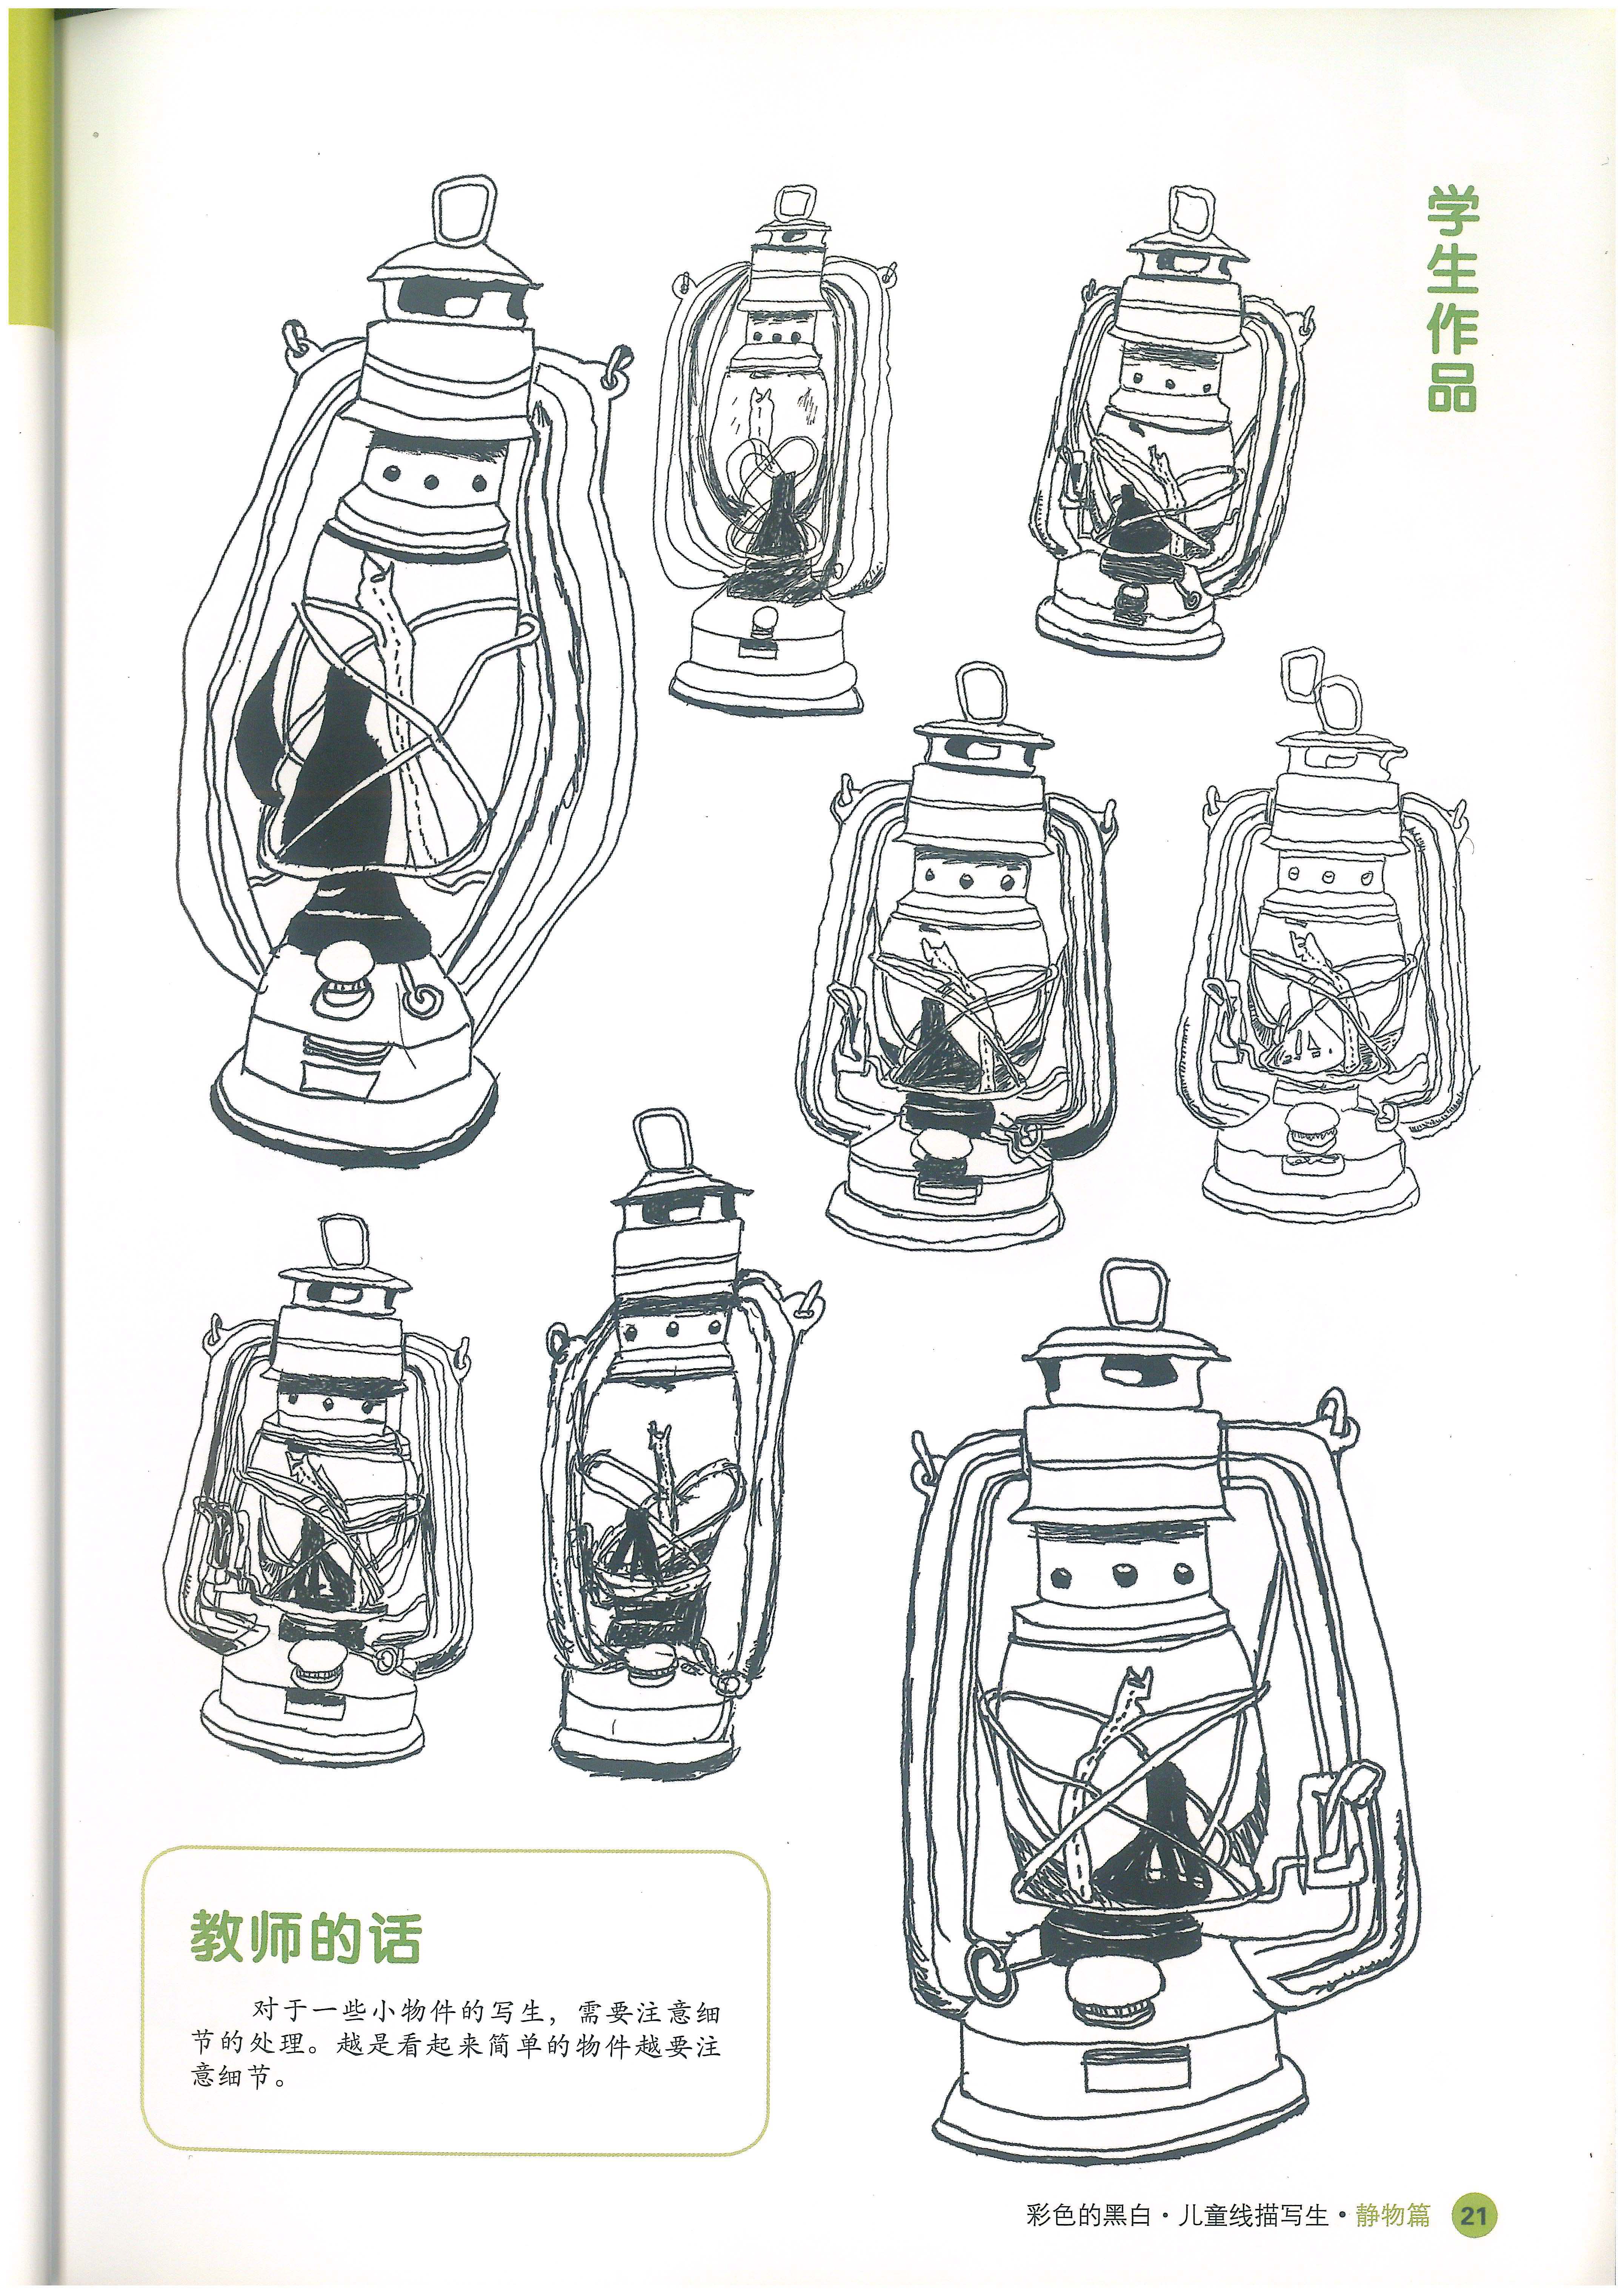 学生作品
教师的话
对于一些小物件的写生，需要注意细
节的处理。越是看起来简单的物件越要注
意细节。
彩色的黑白·儿童线描写生·静物篇 21